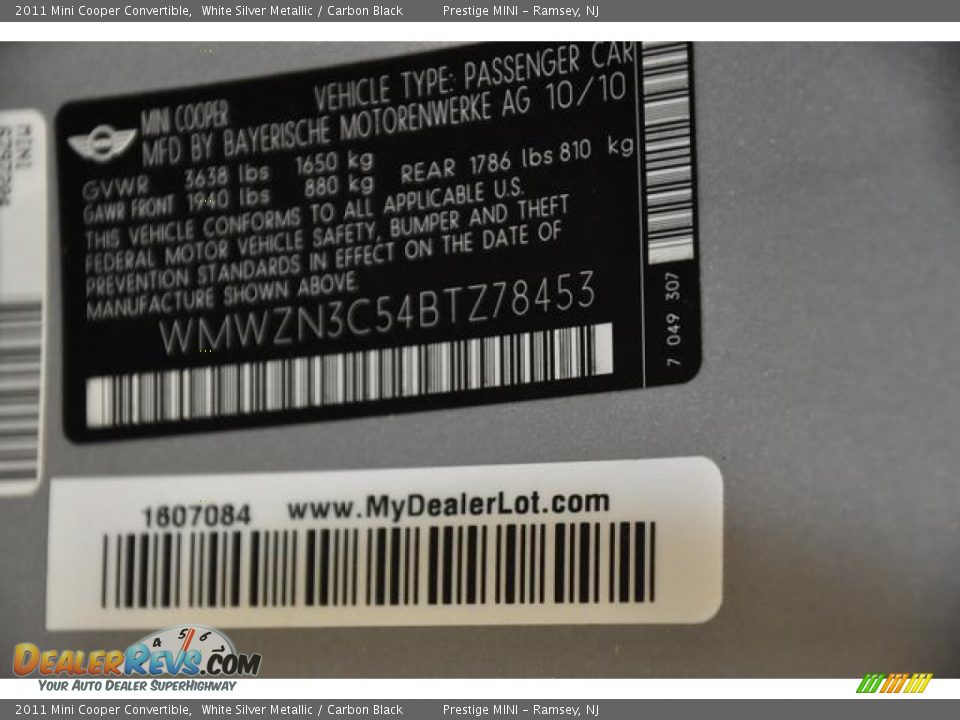 2011 Mini Cooper Convertible, White Silver Metallic / Carbon Black Prestige MINI - Ramsey, NJ
MINI COOPER VEHICLE TYPE: PASSENGER CAR
MFD BY BAYERISCHE MOTORENWERKE AG 10/10
GVWR 3638 lbs 1650 kg
GAWR FRONT 1940 lbs 880 kg REAR 1786 lbs 810 kg
THIS VEHICLE CONFORMS TO ALL APPLICABLE U.S.
FEDERAL MOTOR VEHICLE SAFETY, BUMPER AND THEFT
PREVENTION STANDARDS IN EFFECT ON THE DATE OF
MANUFACTURE SHOWN ABOVE.
WMWZN3C54BTZ78453
7 049 307
MINI
1607084 www.MyDealerLot.com
4 5 6
DEALERREVS.COM
YOUR AUTO DEALER SUPERHIGHWAY
2011 Mini Cooper Convertible, White Silver Metallic / Carbon Black Prestige MINI - Ramsey, NJ